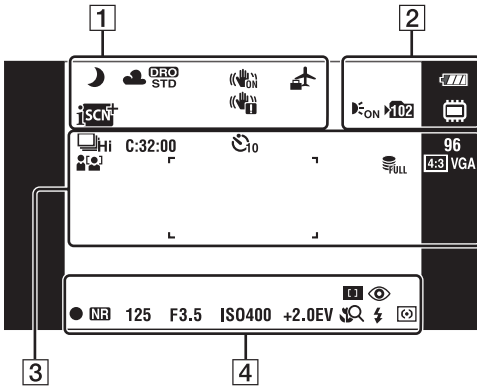 1
2
DRO
STD
ON
iSCN+
ON
102
Hi
C:32:00
10
96
FULL
4:3 VGA
NR
125
F3.5
ISO400
+2.0EV
3
4